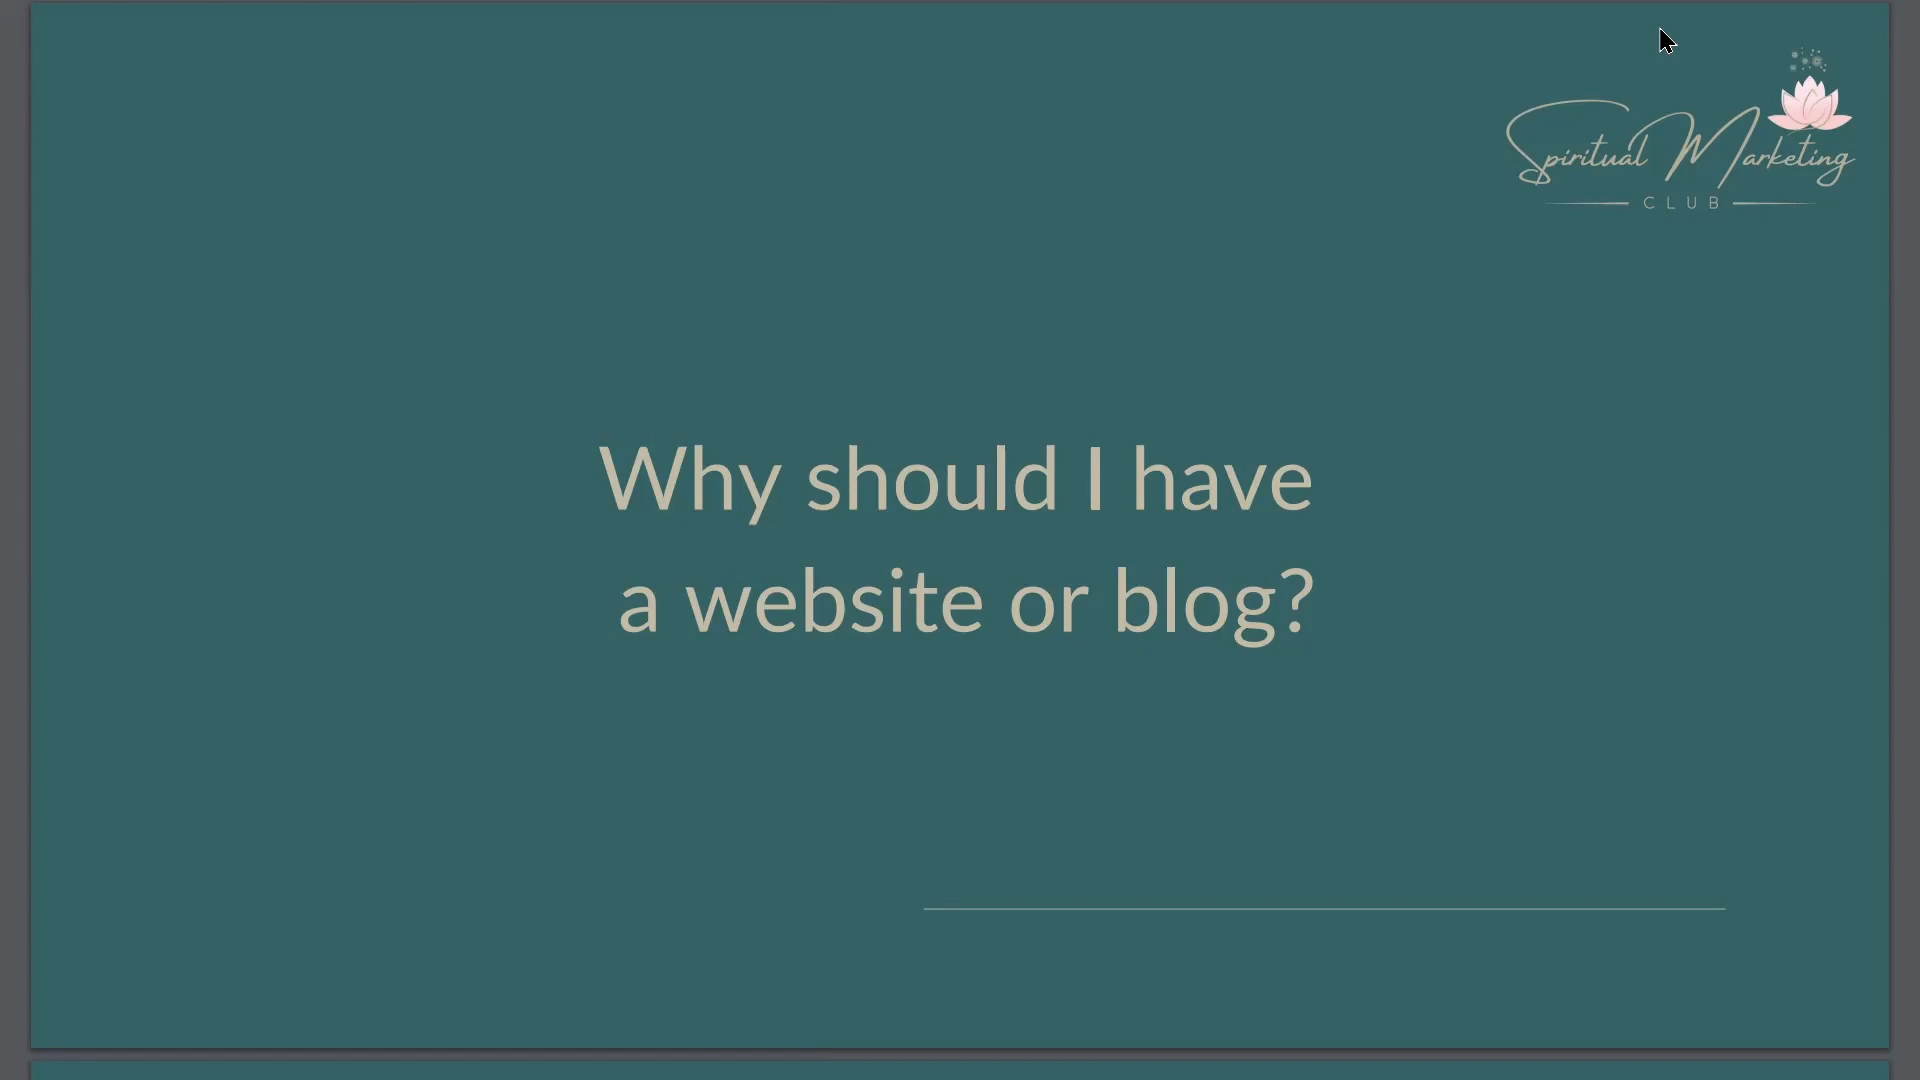 Spiritual Marketing
CLUB
Why should I have
a website or blog?